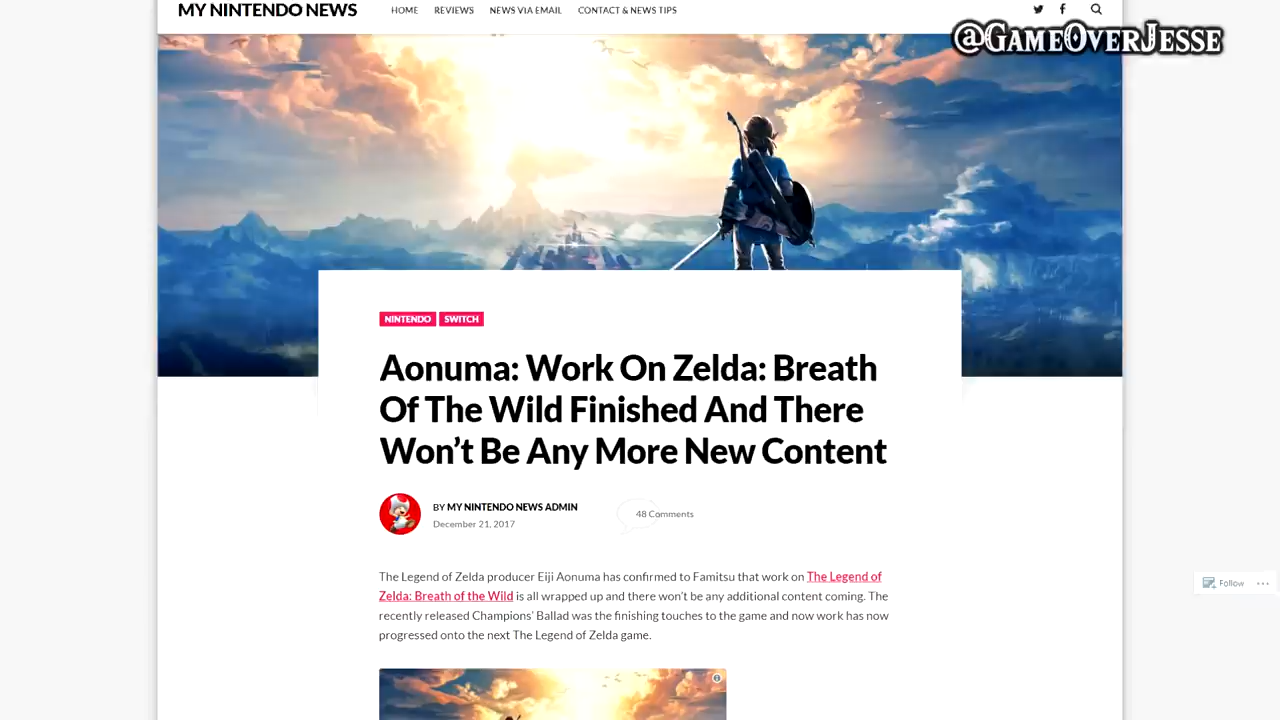 MY NINTENDO NEWS
HOME REVIEWS NEWS VIA EMAIL CONTACT & NEWS TIPS
@GameOverJesse
NINTENDO SWITCH
Aonuma: Work On Zelda: Breath
Of The Wild Finished And There
Won’t Be Any More New Content
BY MY NINTENDO NEWS ADMIN
December 21, 2017
48 Comments
The Legend of Zelda producer Eiji Aonuma has confirmed to Famitsu that work on The Legend of
Zelda: Breath of the Wild is all wrapped up and there won’t be any additional content coming. The
recently released Champions’ Ballad was the finishing touches to the game and now work has now
progressed onto the next The Legend of Zelda game.
Follow